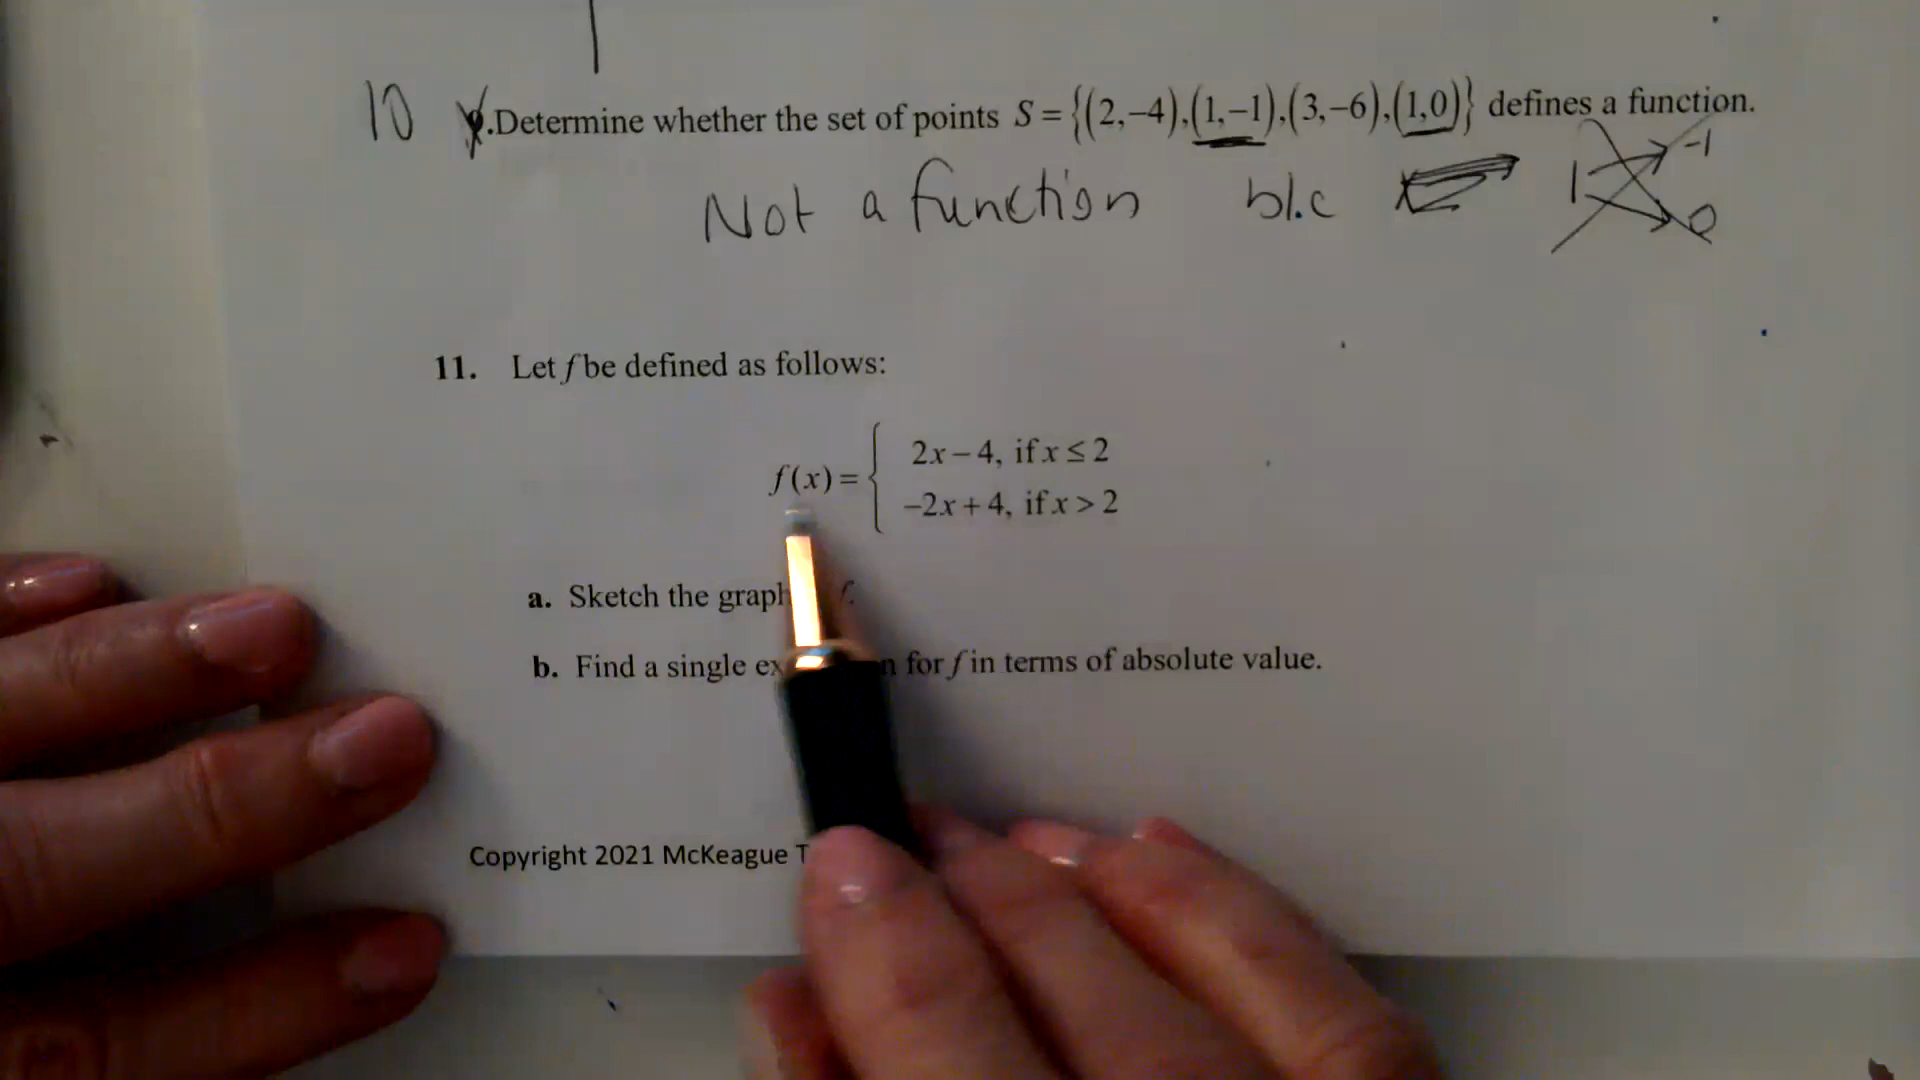 10 9.Determine whether the set of points S = {(2,−4),(1,−1),(3,−6),(1,0)} defines a function.
Not a function b/c 1 −1 0
11. Let f be defined as follows:
f(x) = { 2x − 4, if x ≤ 2
−2x + 4, if x > 2
a. Sketch the graph f.
b. Find a single for f in terms of absolute value.
Copyright 2021 McKeague